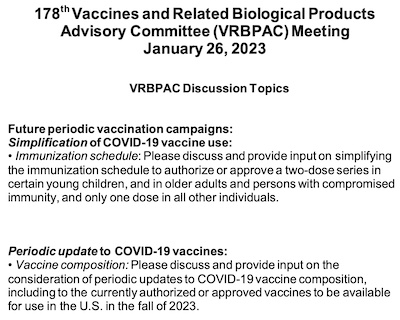 178th Vaccines and Related Biological Products
Advisory Committee (VRBPAC) Meeting
January 26, 2023
VRBPAC Discussion Topics
Future periodic vaccination campaigns:
Simplification of COVID-19 vaccine use:
• Immunization schedule: Please discuss and provide input on simplifying
the immunization schedule to authorize or approve a two-dose series in
certain young children, and in older adults and persons with compromised
immunity, and only one dose in all other individuals.
Periodic update to COVID-19 vaccines:
• Vaccine composition: Please discuss and provide input on the
consideration of periodic updates to COVID-19 vaccine composition,
including to the currently authorized or approved vaccines to be available
for use in the U.S. in the fall of 2023.